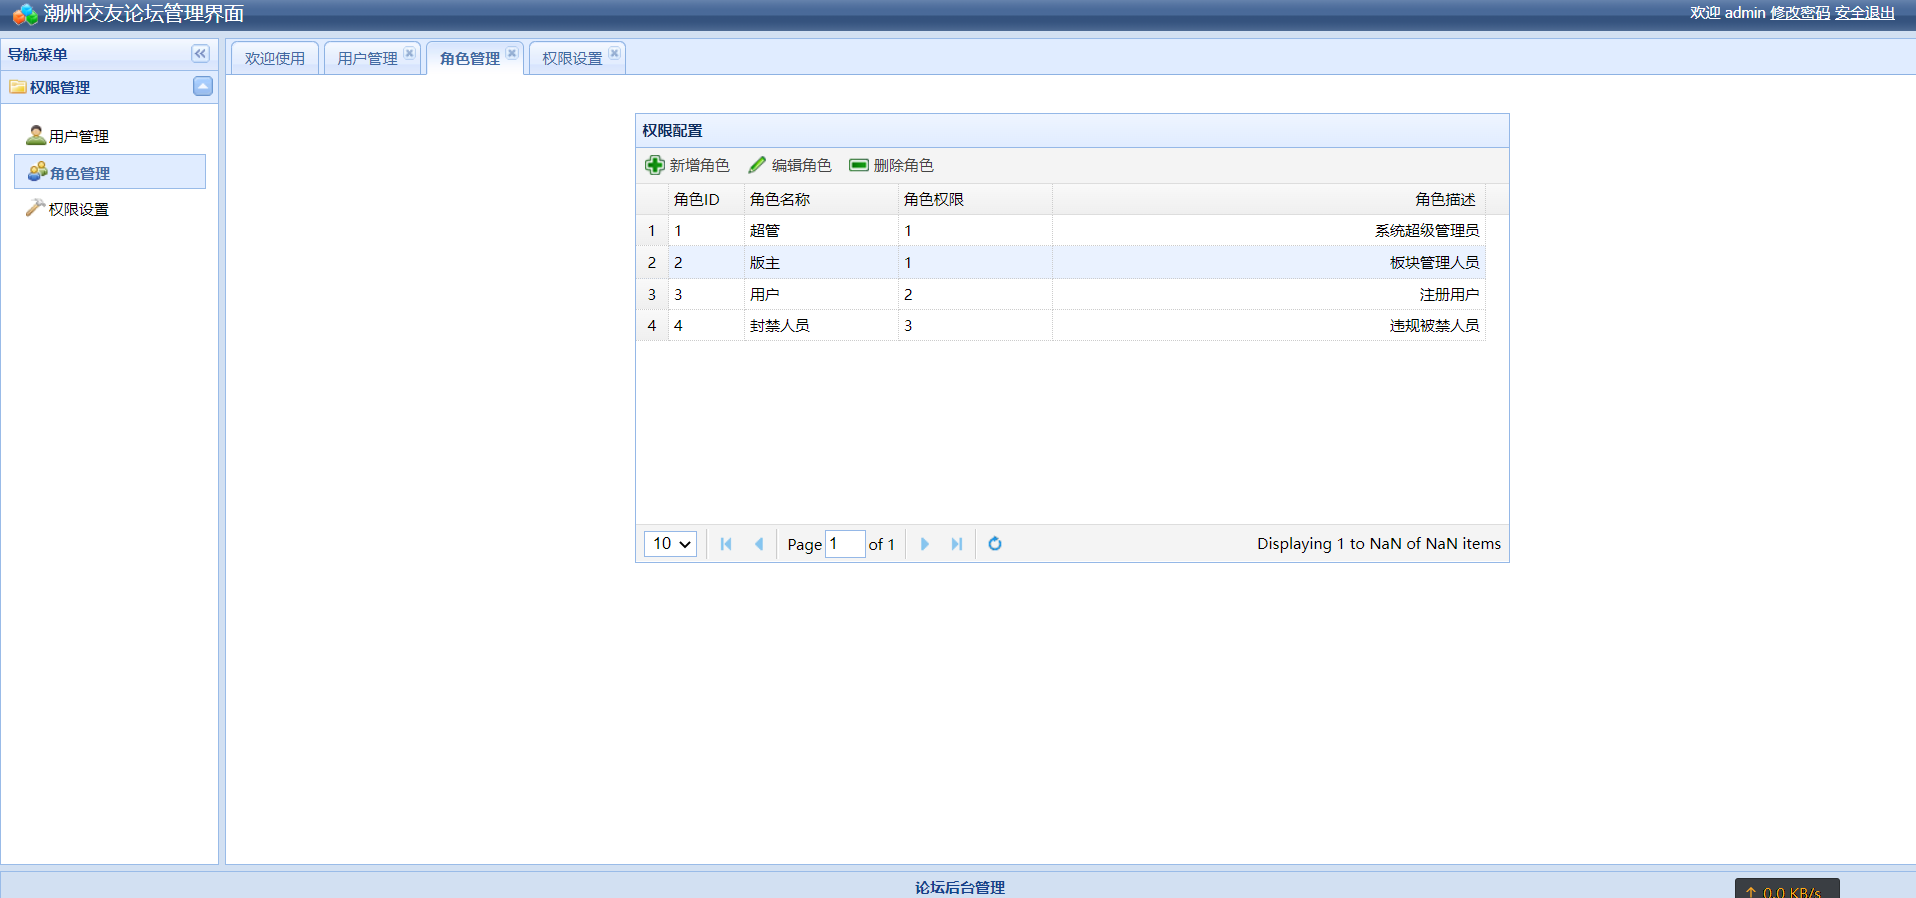 潮州交友论坛管理界面
欢迎 admin 修改密码 安全退出
导航菜单
权限管理
用户管理
角色管理
权限设置
欢迎使用 用户管理 角色管理 权限设置
权限配置
新增角色 编辑角色 删除角色
角色ID 角色名称 角色权限 角色描述
1 1 超管 1 系统超级管理员
2 2 版主 1 板块管理人员
3 3 用户 2 注册用户
4 4 封禁人员 3 违规被禁人员
10 Page 1 of 1 Displaying 1 to NaN of NaN items
论坛后台管理
↑ 0.0 KB/s